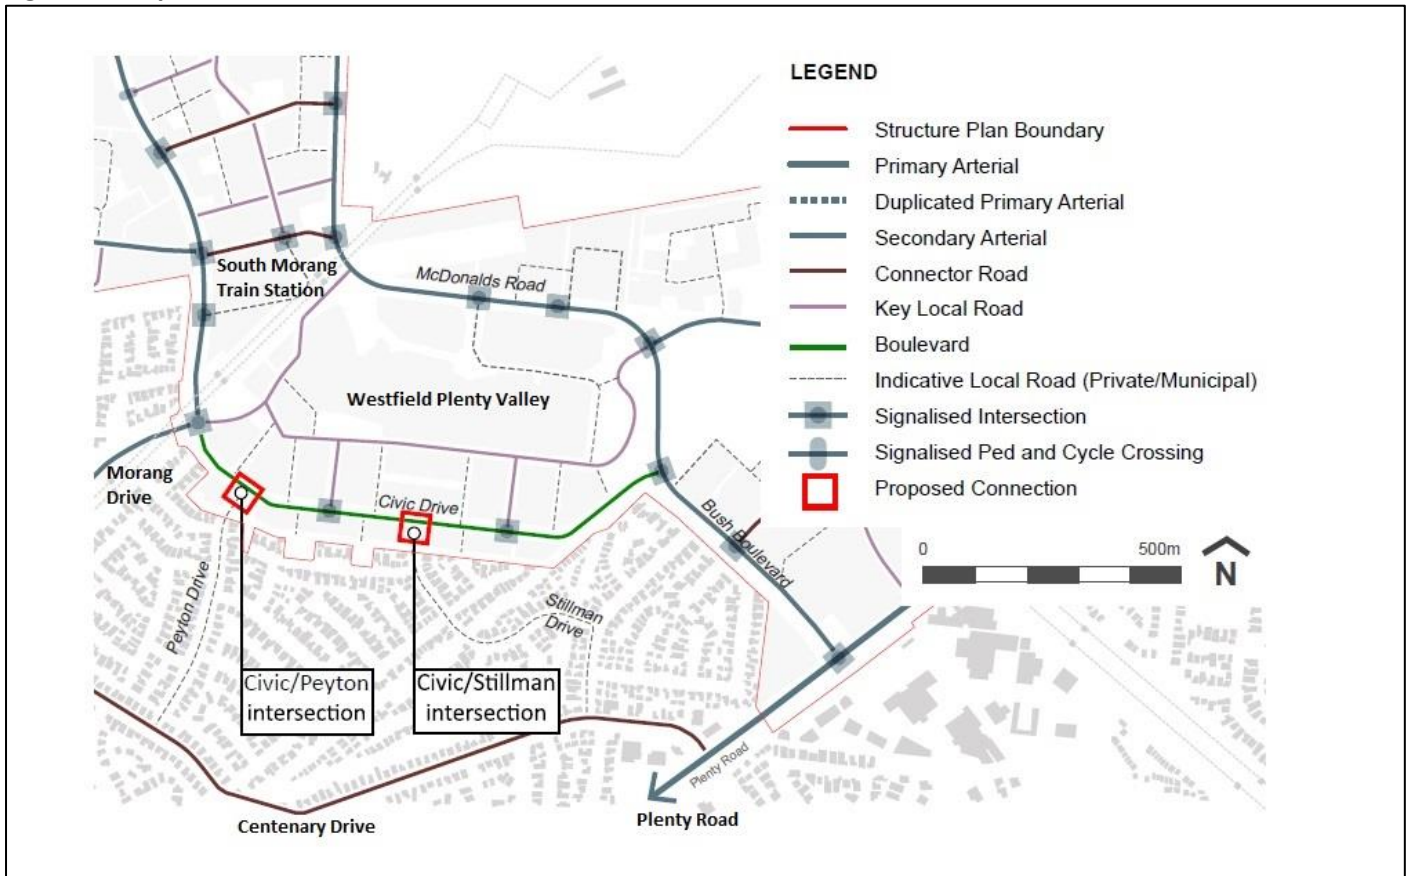 LEGEND
Structure Plan Boundary
Primary Arterial
Duplicated Primary Arterial
Secondary Arterial
Connector Road
Key Local Road
Boulevard
Indicative Local Road (Private/Municipal)
Signalised Intersection
Signalised Ped and Cycle Crossing
Proposed Connection
0 500m
N
South Morang
Train Station
McDonalds Road
Westfield Plenty Valley
Morang
Drive
Civic Drive
Bush Boulevard
Peyton Drive
Stillman
Drive
Civic/Peyton
intersection
Civic/Stillman
intersection
Plenty Road
Centenary Drive
Plenty Road